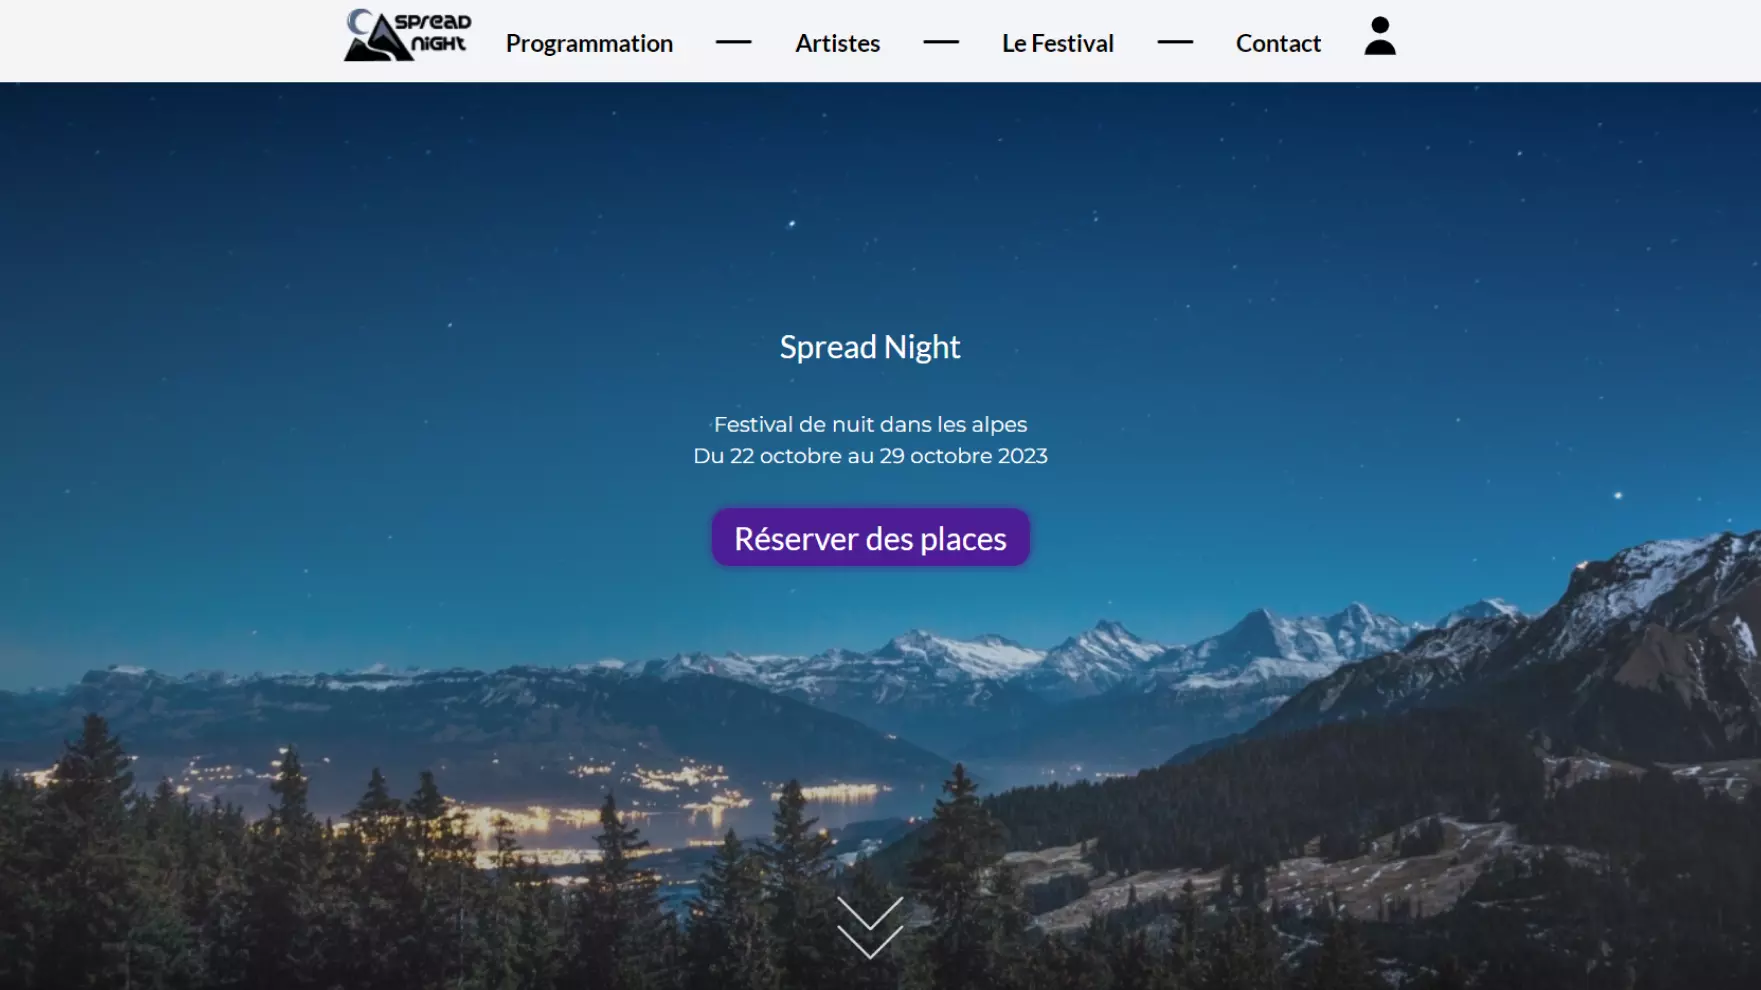 SPREAD
NIGHT
Programmation
Artistes
Le Festival
Contact
Spread Night
Festival de nuit dans les alpes
Du 22 octobre au 29 octobre 2023
Réserver des places